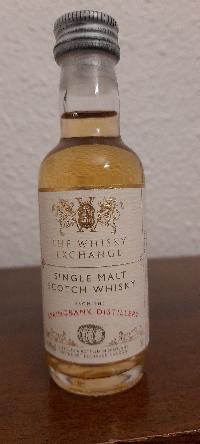 THE WHISKY
EXCHANGE
SINGLE MALT
SCOTCH WHISKY
FROM THE
SPRINGBANK DISTILLERY